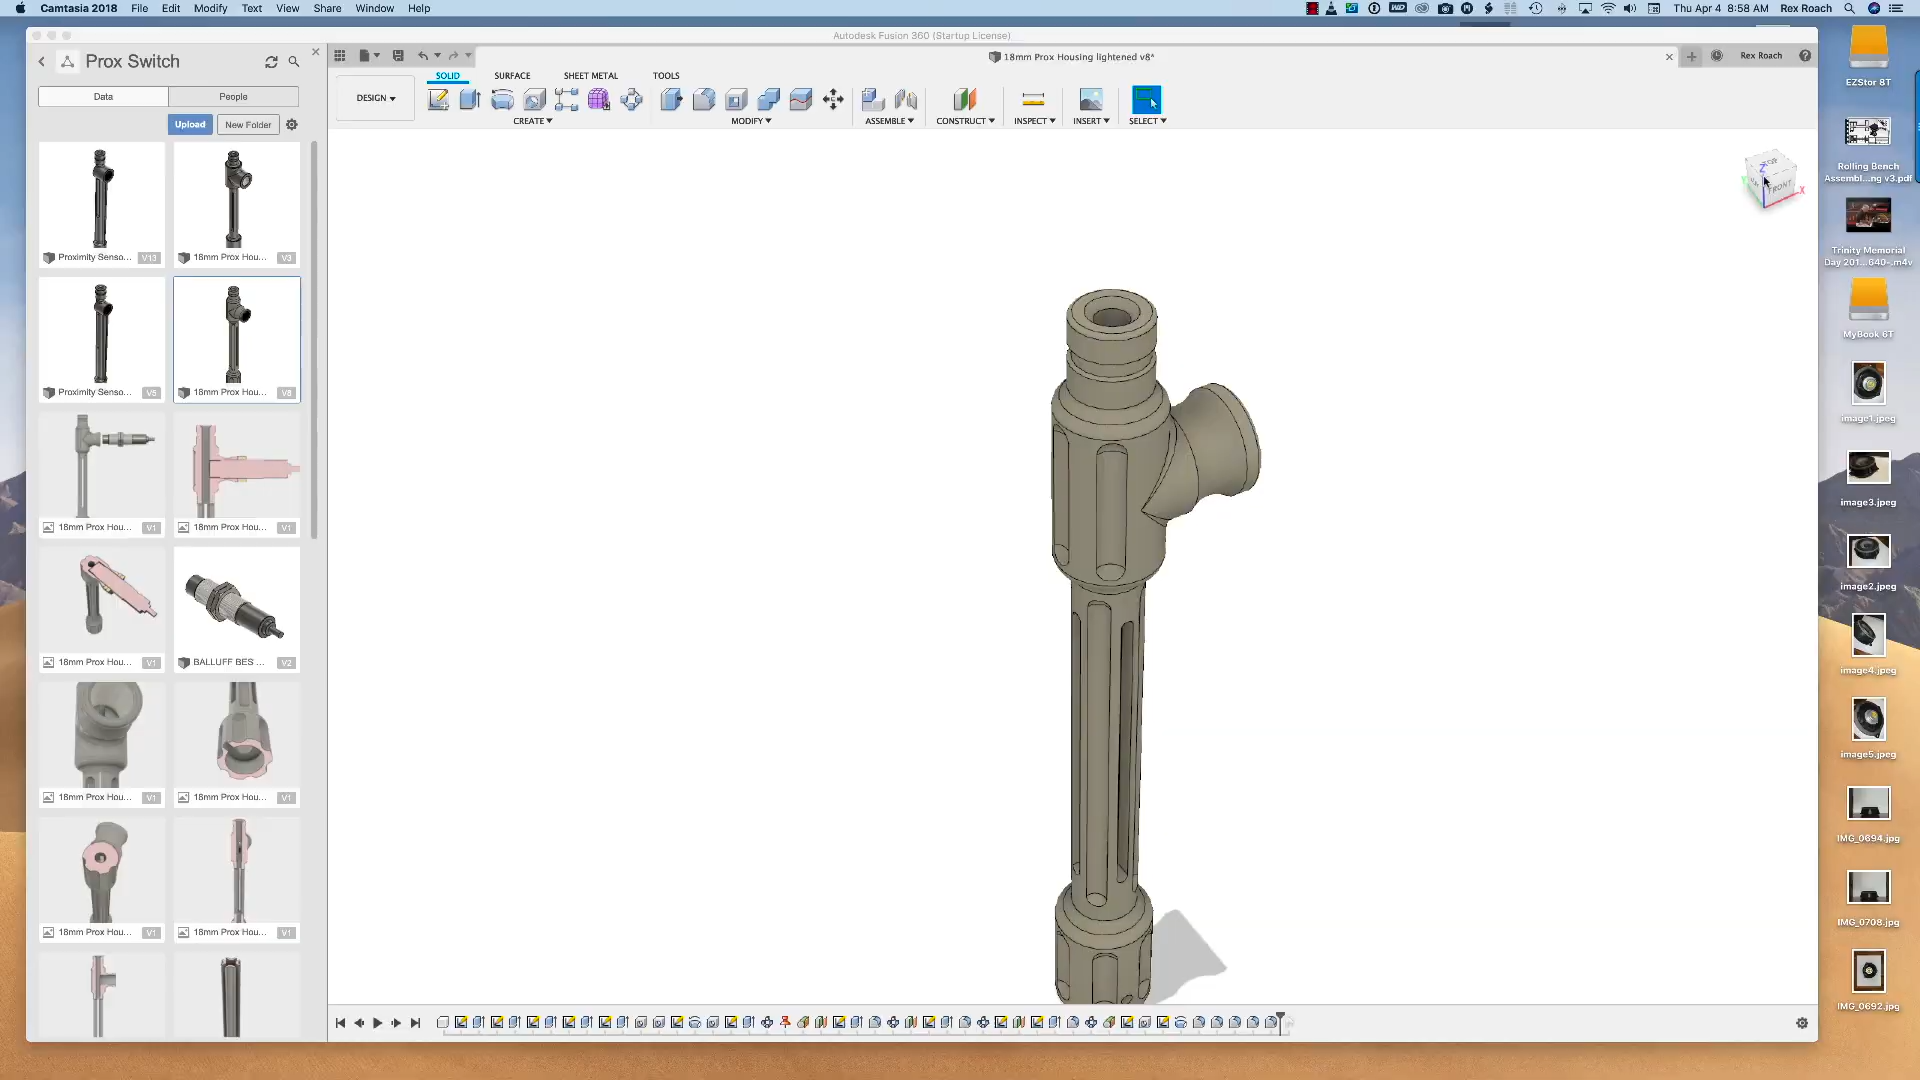 Camtasia 2018 File Edit Modify Text View Share Window Help
Thu Apr 4 8:58 AM Rex Roach
Autodesk Fusion 360 (Startup License)
Prox Switch
Data People
Upload New Folder
18mm Prox Housing lightened v8*
Rex Roach
SOLID SURFACE SHEET METAL TOOLS
DESIGN ▾
CREATE ▾ MODIFY ▾ ASSEMBLE ▾ CONSTRUCT ▾ INSPECT ▾ INSERT ▾ SELECT ▾
Proximity Senso... V13
18mm Prox Hou... V3
Proximity Senso... V5
18mm Prox Hou... V8
18mm Prox Hou... V1
18mm Prox Hou... V1
18mm Prox Hou... V1
BALLUFF BES ... V2
18mm Prox Hou... V1
18mm Prox Hou... V1
18mm Prox Hou... V1
18mm Prox Hou... V1
TOP
Z
FRONT
X
EZStor 8T
Rolling Bench
Assembl...ng v3.pdf
Trinity Memorial
Day 201...640-.m4v
MyBook 6T
image1.jpeg
image3.jpeg
image2.jpeg
image4.jpeg
image5.jpeg
IMG_0694.jpg
IMG_0708.jpg
IMG_0692.jpg